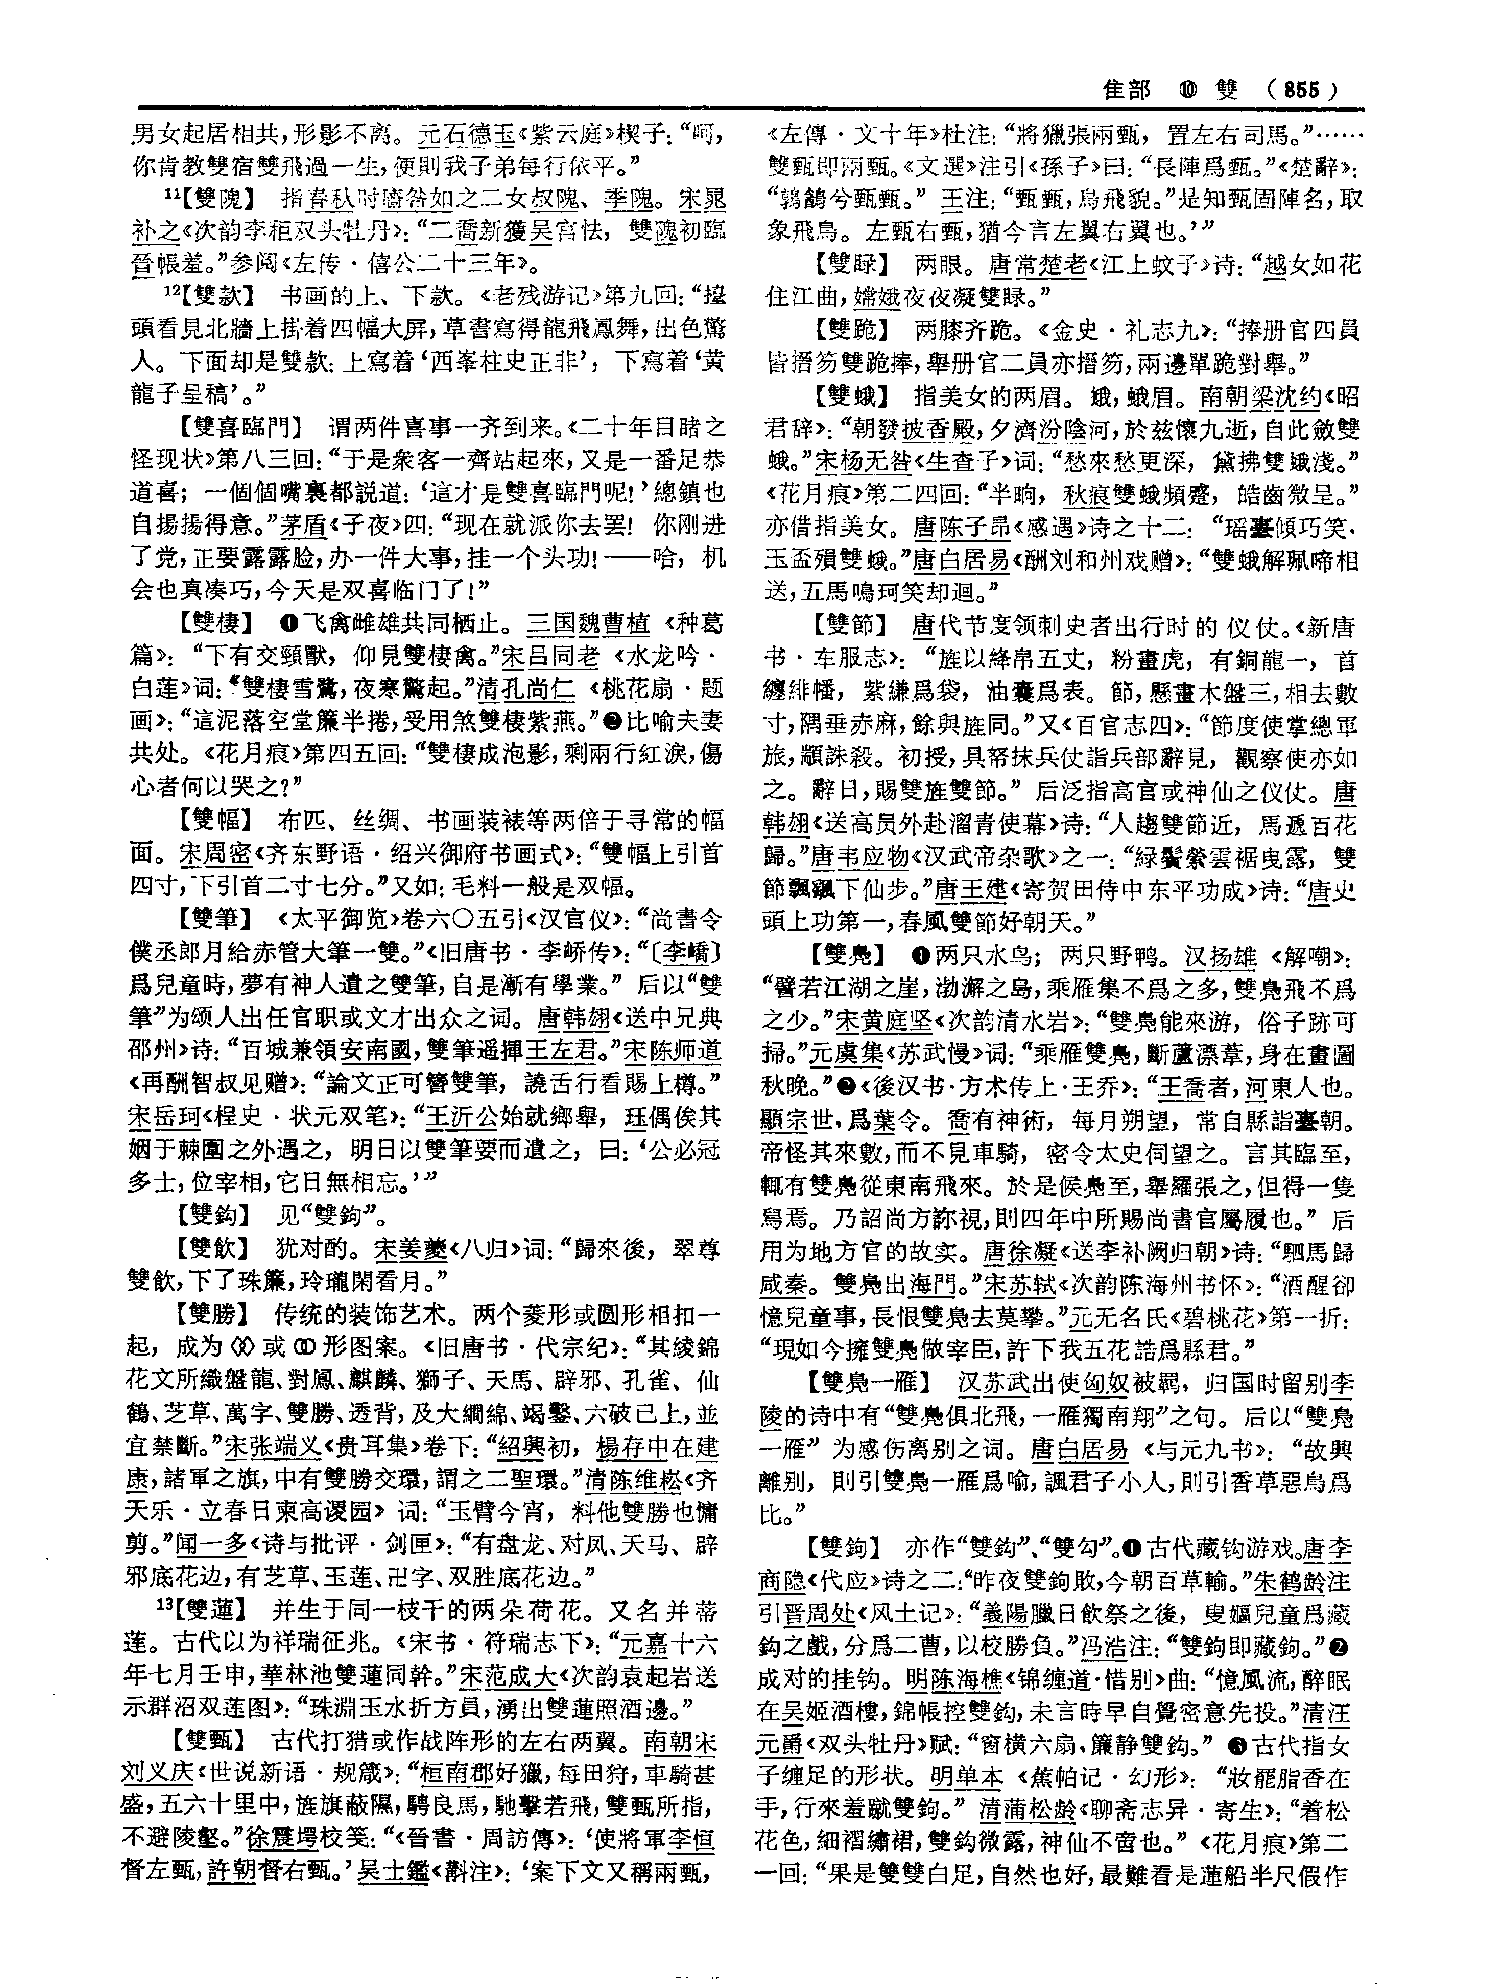 隹部 ⑩ 雙 （855）
男女起居相共，形影不离。元石德玉《紫云庭》楔子：“呵，
你肯教雙宿雙飛過一生，便則我子弟每行依平。”
11【雙隗】 指春秋时廧咎如之二女叔隗、季隗。宋晁
补之《次韵李秬双头牡丹》：“二喬新獲吴宫怯，雙隗初臨
晉帳羞。”参阅《左传·僖公二十三年》。
12【雙款】 书画的上、下款。《老残游记》第九回：“擡
頭看見北牆上掛着四幅大屏，草書寫得龍飛鳳舞，出色驚
人。下面却是雙款：上寫着‘西峯柱史正非’，下寫着‘黄
龍子呈稿’。”
【雙喜臨門】 谓两件喜事一齐到来。《二十年目睹之
怪现状》第八三回：“于是衆客一齊站起來，又是一番足恭
道喜；一個個嘴裏都説道：‘這才是雙喜臨門呢！’總鎮也
自揚揚得意。”茅盾《子夜》四：“现在就派你去罢！你刚进
了党，正要露露脸，办一件大事，挂一个头功！——哈，机
会也真凑巧，今天是双喜临门了！”
【雙棲】 ❶飞禽雌雄共同栖止。三国魏曹植《种葛
篇》：“下有交頸獸，仰見雙棲禽。”宋吕同老《水龙吟·
白莲》词：“雙棲雪鷺，夜寒驚起。”清孔尚仁《桃花扇·题
画》：“這泥落空堂簾半捲，受用煞雙棲紫燕。”❷比喻夫妻
共处。《花月痕》第四五回：“雙棲成泡影，剩兩行紅淚，傷
心者何以哭之？”
【雙幅】 布匹、丝绸、书画装裱等两倍于寻常的幅
面。宋周密《齐东野语·绍兴御府书画式》：“雙幅上引首
四寸，下引首二寸七分。”又如：毛料一般是双幅。
【雙筆】 《太平御览》卷六〇五引《汉官仪》：“尚書令
僕丞郎月給赤管大筆一雙。”《旧唐书·李峤传》：“〔李嶠〕
爲兒童時，夢有神人遺之雙筆，自是漸有學業。”后以“雙
筆”为颂人出任官职或文才出众之词。唐韩翃《送中兄典
邵州》诗：“百城兼領安南國，雙筆遥揮王左君。”宋陈师道
《再酬智叔见赠》：“論文正可簪雙筆，譊舌行看賜上樽。”
宋岳珂《桯史·状元双笔》：“王沂公始就鄉舉，珏偶俟其
姻于棘圍之外遇之，明日以雙筆要而遺之，曰：‘公必冠
多士，位宰相，它日無相忘。’”
【雙鈎】 见“雙鉤”。
【雙飲】 犹对酌。宋姜夔《八归》词：“歸來後，翠尊
雙飲，下了珠簾，玲瓏閑看月。”
【雙勝】 传统的装饰艺术。两个菱形或圆形相扣一
起，成为或形图案。《旧唐书·代宗纪》：“其綾錦
花文所織盤龍、對鳳、麒麟、獅子、天馬、辟邪、孔雀、仙
鶴、芝草、萬字、雙勝、透背，及大繝綿、竭鑿、六破已上，並
宜禁斷。”宋张端义《贵耳集》卷下：“紹興初，楊存中在建
康，諸軍之旗，中有雙勝交環，謂之二聖環。”清陈维崧《齐
天乐·立春日柬高谡园》词：“玉臂今宵，料他雙勝也慵
剪。”闻一多《诗与批评·剑匣》：“有盘龙、对凤、天马、辟
邪底花边，有芝草、玉莲、卍字、双胜底花边。”
13【雙蓮】 并生于同一枝干的两朵荷花。又名并蒂
莲。古代以为祥瑞征兆。《宋书·符瑞志下》：“元嘉十六
年七月壬申，華林池雙蓮同幹。”宋范成大《次韵袁起岩送
示群沼双莲图》：“珠淵玉水折方員，湧出雙蓮照酒邊。”
【雙甄】 古代打猎或作战阵形的左右两翼。南朝宋
刘义庆《世说新语·规箴》：“桓南郡好獵，每田狩，車騎甚
盛，五六十里中，旌旗蔽隰，騁良馬，馳擊若飛，雙甄所指，
不避陵壑。”徐震堮校笺：“《晉書·周訪傳》：‘使將軍李恒
督左甄，許朝督右甄。’吴士鑑《斠注》：‘案下文又稱兩甄，
《左傳·文十年》杜注：“將獵張兩甄，置左右司馬。”……
雙甄即兩甄。《文選》注引《孫子》曰：“長陣爲甄。”《楚辭》：
“鶉鷂兮甄甄。”王注：“甄甄，鳥飛貌。”是知甄固陣名，取
象飛鳥。左甄右甄，猶今言左翼右翼也。’”
【雙睩】 两眼。唐常楚老《江上蚊子》诗：“越女如花
住江曲，嫦娥夜夜凝雙睩。”
【雙跪】 两膝齐跪。《金史·礼志九》：“捧册官四員
皆搢笏雙跪捧，舉册官二員亦搢笏，兩邊單跪對舉。”
【雙蛾】 指美女的两眉。蛾，蛾眉。南朝梁沈约《昭
君辞》：“朝發披香殿，夕濟汾陰河，於兹懷九逝，自此斂雙
蛾。”宋杨无咎《生查子》词：“愁來愁更深，黛拂雙蛾淺。”
《花月痕》第二四回：“半晌，秋痕雙蛾頻蹙，皓齒微呈。”
亦借指美女。唐陈子昂《感遇》诗之十二：“瑶臺傾巧笑，
玉盃殞雙蛾。”唐白居易《酬刘和州戏赠》：“雙蛾解珮啼相
送，五馬鳴珂笑却迴。”
【雙節】 唐代节度领刺史者出行时的仪仗。《新唐
书·车服志》：“旌以絳帛五丈，粉畫虎，有銅龍一，首
纏緋幡，紫縑爲袋，油囊爲表。節，懸畫木盤三，相去數
寸，隅垂赤麻，餘與旌同。”又《百官志四》：“節度使掌總軍
旅，顓誅殺。初授，具帑抹兵仗詣兵部辭見，觀察使亦如
之。辭日，賜雙旌雙節。”后泛指高官或神仙之仪仗。唐
韩翃《送高员外赴淄青使幕》诗：“人趨雙節近，馬遞百花
歸。”唐韦应物《汉武帝杂歌》之一：“緑鬢縈雲裾曳露，雙
節飄飖下仙步。”唐王建《寄贺田侍中东平功成》诗：“唐史
頭上功第一，春風雙節好朝天。”
【雙鳧】 ❶两只水鸟；两只野鸭。汉扬雄《解嘲》：
“譬若江湖之崖，渤澥之島，乘雁集不爲之多，雙鳧飛不爲
之少。”宋黄庭坚《次韵清水岩》：“雙鳧能來游，俗子跡可
掃。”元虞集《苏武慢》词：“乘雁雙鳧，斷蘆漂葦，身在畫圖
秋晚。”❷《後汉书·方术传上·王乔》：“王喬者，河東人也。
顯宗世，爲葉令。喬有神術，每月朔望，常自縣詣臺朝。
帝怪其來數，而不見車騎，密令太史伺望之。言其臨至，
輒有雙鳧從東南飛來。於是候鳧至，舉羅張之，但得一隻
舄焉。乃詔尚方訴視，則四年中所賜尚書官屬履也。”后
用为地方官的故实。唐徐凝《送李补阙归朝》诗：“駟馬歸
咸秦。雙鳧出海門。”宋苏轼《次韵陈海州书怀》：“酒醒卻
憶兒童事，長恨雙鳧去莫攀。”元无名氏《碧桃花》第一折：
“現如今擁雙鳧做宰臣，許下我五花誥爲縣君。”
【雙鳧一雁】 汉苏武出使匈奴被羁，归国时留别李
陵的诗中有“雙鳧俱北飛，一雁獨南翔”之句。后以“雙鳧
一雁”为感伤离别之词。唐白居易《与元九书》：“故興
離别，則引雙鳧一雁爲喻，諷君子小人，則引香草惡鳥爲
比。”
【雙鉤】 亦作“雙鈎”、“雙勾”。❶古代藏钩游戏。唐李
商隐《代应》诗之二：“昨夜雙鉤敗，今朝百草輸。”朱鹤龄注
引晋周处《风土记》：“義陽臘日飲祭之後，叟嫗兒童爲藏
鉤之戲，分爲二曹，以校勝負。”冯浩注：“雙鉤即藏鉤。”❷
成对的挂钩。明陈海樵《锦缠道·惜别》曲：“憶風流，醉眠
在吴姬酒樓，錦帳控雙鉤，未言時早自覺密意先投。”清汪
元爵《双头牡丹》赋：“窗横六扇，簾静雙鉤。”❸古代指女
子缠足的形状。明单本《蕉帕记·幻形》：“妝罷脂香在
手，行來羞蹴雙鉤。”清蒲松龄《聊斋志异·寄生》：“着松
花色，細褶繡裙，雙鉤微露，神仙不啻也。”《花月痕》第二
一回：“果是雙雙白足，自然也好，最難看是蓮船半尺假作